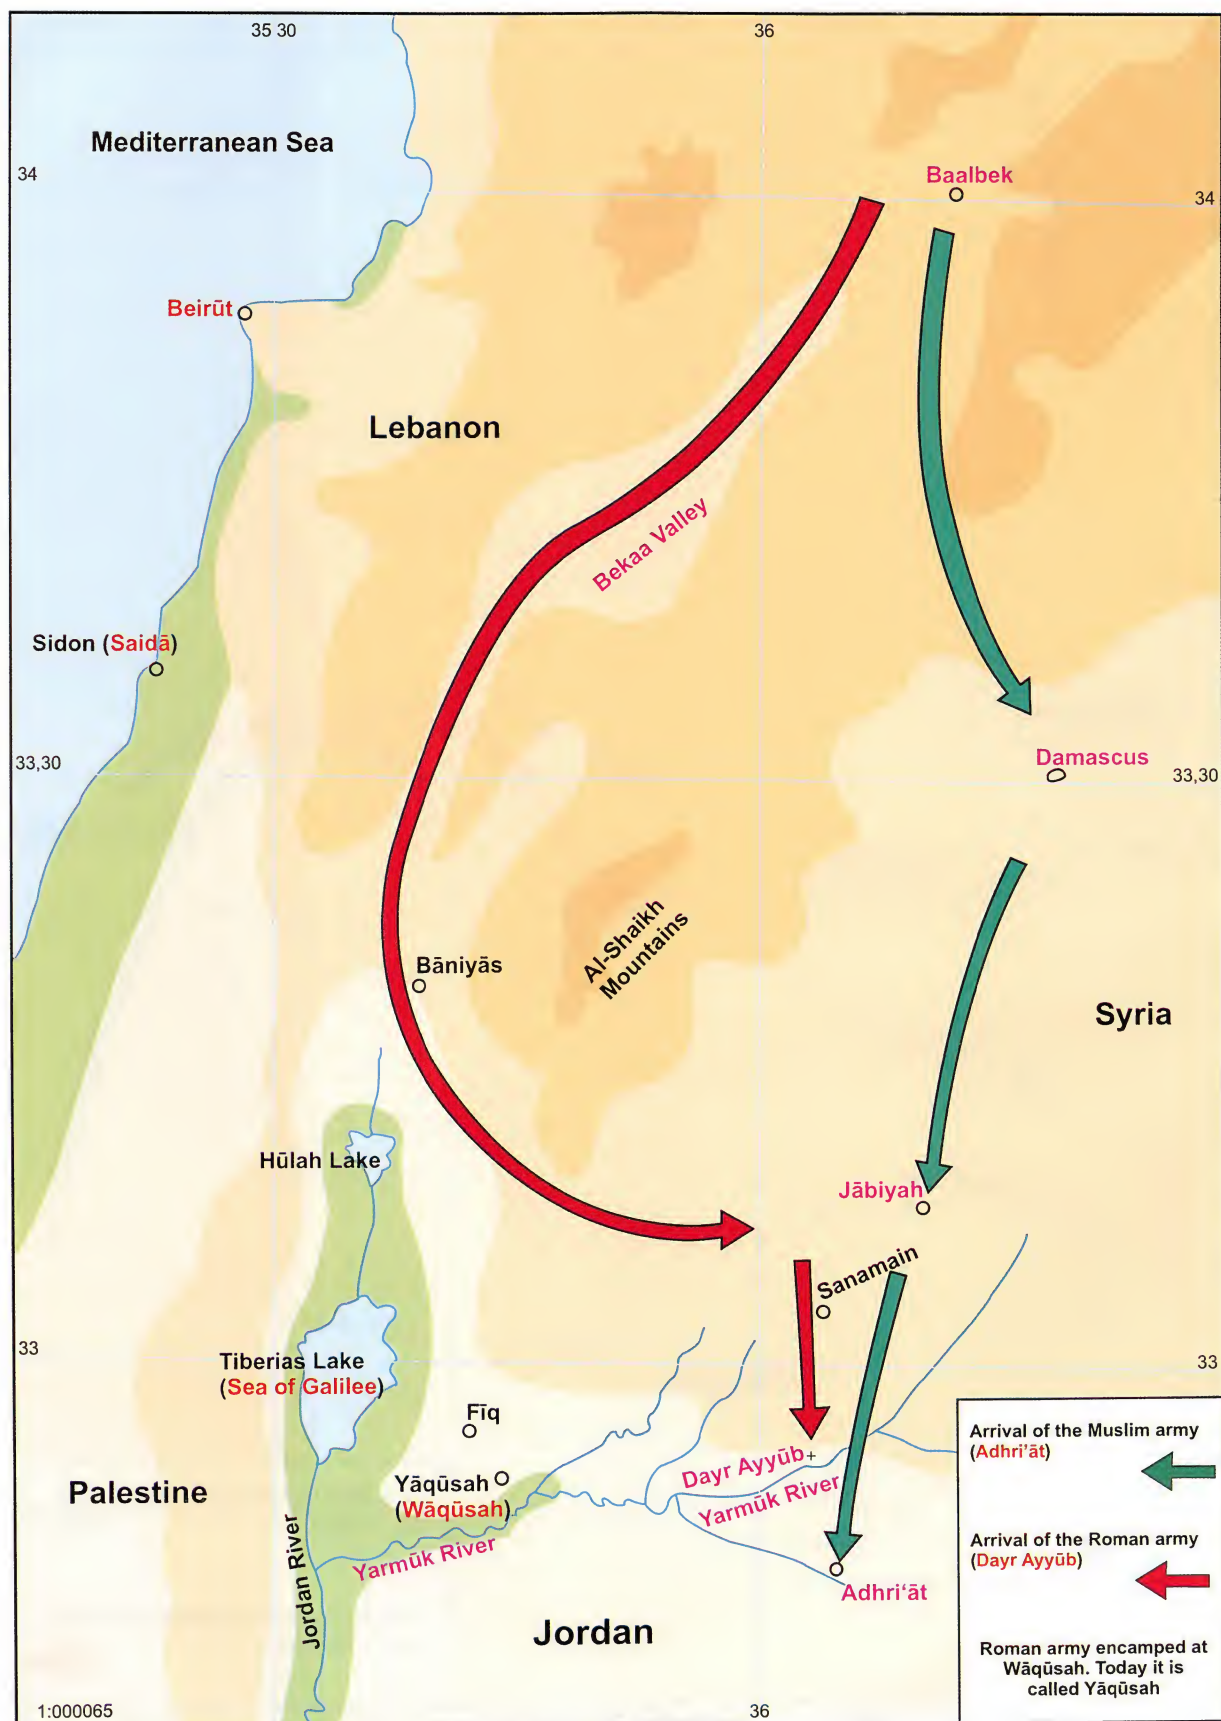 35 30
36
Mediterranean Sea
34
Baalbek
34
Beirūt
Lebanon
Bekaa Valley
Sidon (Saidā)
33,30
Damascus
33,30
Al-Shaikh
Mountains
Bāniyās
Syria
Hūlah Lake
Jābiyah
Sanamain
33
Tiberias Lake
(Sea of Galilee)
33
Fīq
Dayr Ayyūb
Yāqūsah
(Wāqūsah)
Yarmūk River
Palestine
Yarmūk River
Jordan River
Adhri‘āt
Jordan
Arrival of the Muslim army
(Adhri’āt)
Arrival of the Roman army
(Dayr Ayyūb)
Roman army encamped at
Wāqūsah. Today it is
called Yāqūsah
1:000065
36